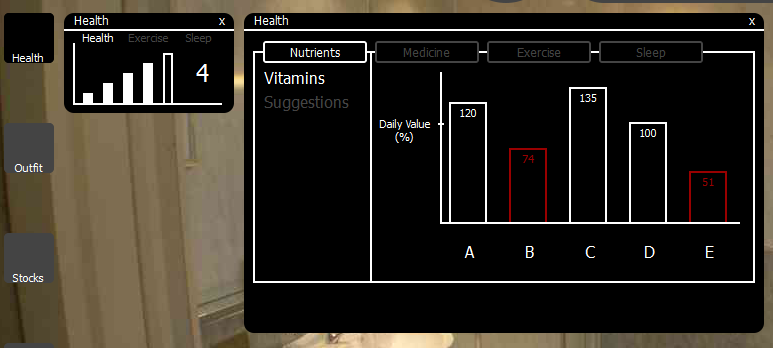 Health
Outfit
Stocks
Health x
Health Exercise Sleep
4
Health x
Nutrients Medicine Exercise Sleep
Vitamins
Suggestions
Daily Value
(%)
120 74 135 100 51
A B C D E